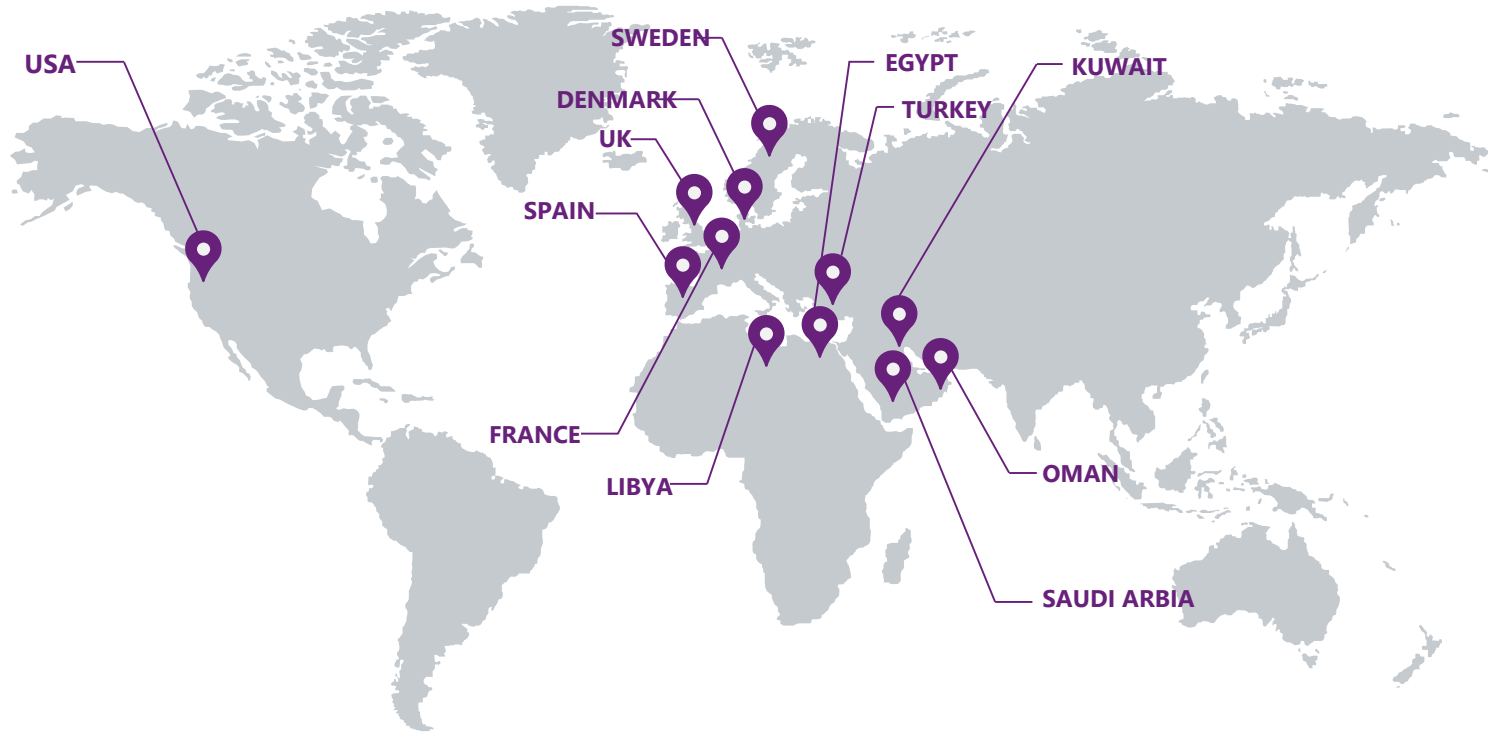 SWEDEN
USA
EGYPT
KUWAIT
DENMARK
TURKEY
UK
SPAIN
FRANCE
LIBYA
OMAN
SAUDI ARBIA